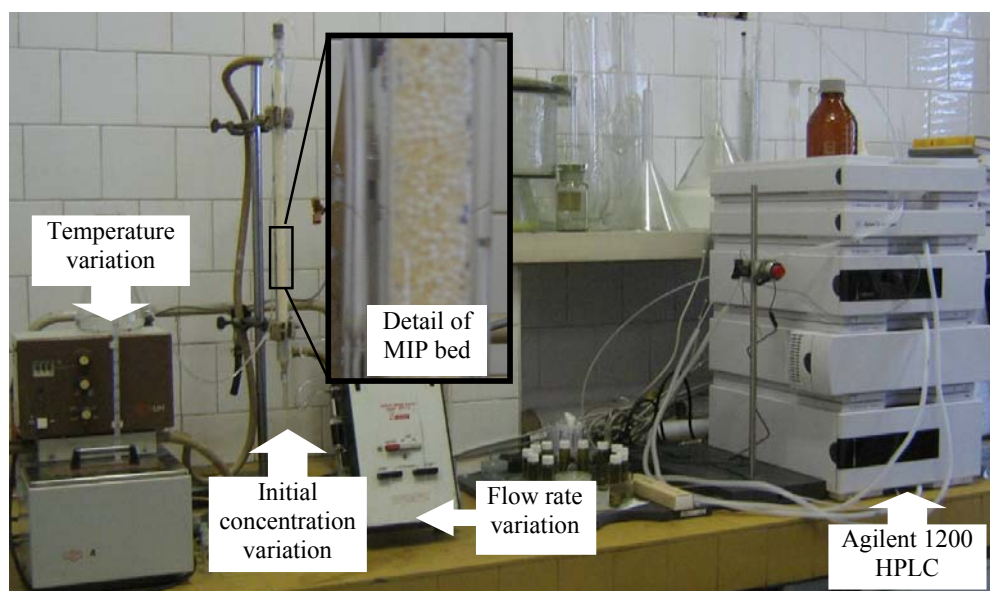 Temperature
variation
Detail of
MIP bed
Initial
concentration
variation
Flow rate
variation
Agilent 1200
HPLC